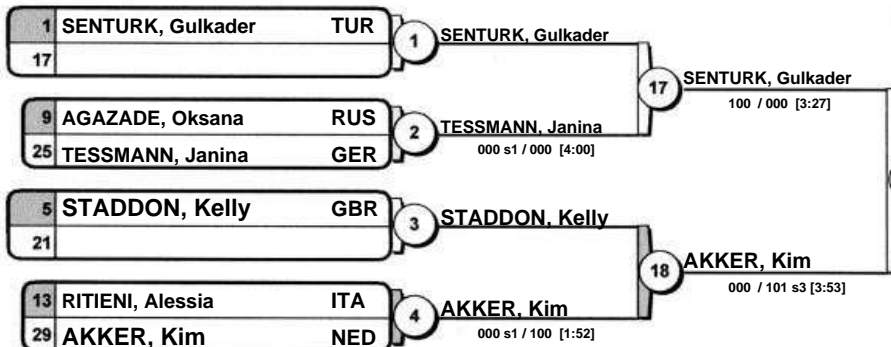 1 SENTURK, Gulkader TUR
17
1
SENTURK, Gulkader
9 AGAZADE, Oksana RUS
25 TESSMANN, Janina GER
2
TESSMANN, Janina
000 s1 / 000 [4:00]
17
SENTURK, Gulkader
100 / 000 [3:27]
5 STADDON, Kelly GBR
21
3
STADDON, Kelly
13 RITIENI, Alessia ITA
29 AKKER, Kim NED
4
AKKER, Kim
000 s1 / 100 [1:52]
18
AKKER, Kim
000 / 101 s3 [3:53]